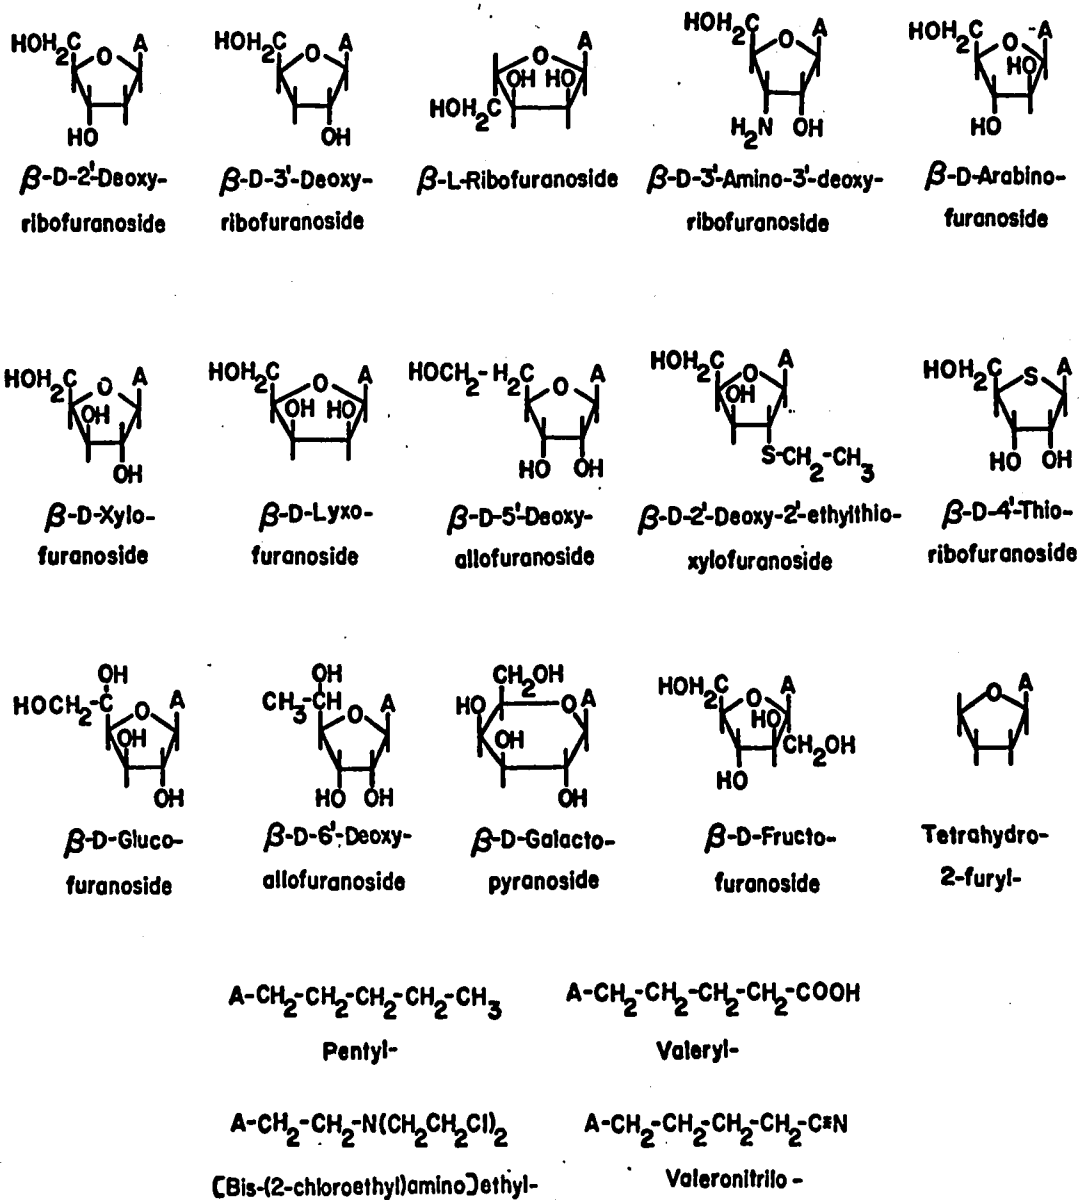 HOH2C O A
HO
β-D-2'-Deoxy-
ribofuranoside
HOH2C O A
OH
β-D-3'-Deoxy-
ribofuranoside
O A
OH HO
HOH2C
β-L-Ribofuranoside
HOH2C O A
H2N OH
β-D-3'-Amino-3'-deoxy-
ribofuranoside
HOH2C O A
HO
HO
β-D-Arabino-
furanoside
HOH2C O A
OH
OH
β-D-Xylo-
furanoside
HOH2C O A
OH HO
β-D-Lyxo-
furanoside
HOCH2-H2C O A
HO OH
β-D-5'-Deoxy-
allofuranoside
HOH2C O A
OH
S-CH2-CH3
β-D-2'-Deoxy-2'-ethylthio-
xylofuranoside
HOH2C S A
HO OH
β-D-4'-Thio-
ribofuranoside
OH
HOCH2-C O A
OH
OH
β-D-Gluco-
furanoside
OH
CH3-CH O A
HO OH
β-D-6'-Deoxy-
allofuranoside
CH2OH
HO O A
OH
OH
β-D-Galacto-
pyranoside
HOH2C O A
HO
CH2OH
HO
β-D-Fructo-
furanoside
O A
Tetrahydro-
2-furyl-
A-CH2-CH2-CH2-CH2-CH3
Pentyl-
A-CH2-CH2-CH2-CH2-COOH
Valeryl-
A-CH2-CH2-N(CH2CH2Cl)2
[Bis-(2-chloroethyl)amino]ethyl-
A-CH2-CH2-CH2-CH2-C≡N
Valeronitrilo-